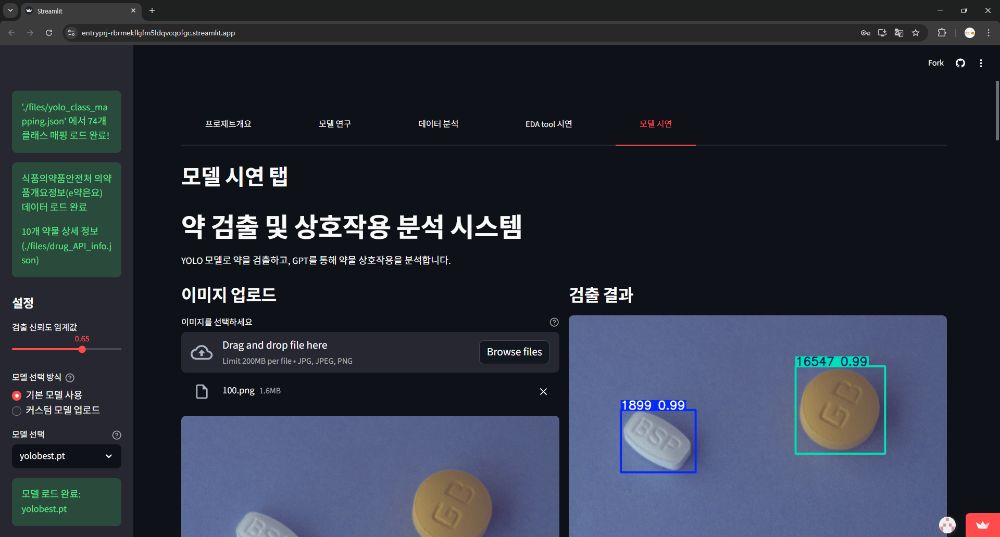 Streamlit
entryprj-rbrmekfkjfm5ldqvcqofgc.streamlit.app
Fork
'./files/yolo_class_ma
pping.json' 에서 74개
클래스 매핑 로드 완료!
식품의약품안전처 의약
품개요정보(e약은요)
데이터 로드 완료
10개 약물 상세 정보
(./files/drug_API_info.j
son)
설정
검출 신뢰도 임계값
0.65
모델 선택 방식
기본 모델 사용
커스텀 모델 업로드
모델 선택
yolobest.pt
모델 로드 완료:
yolobest.pt
프로제트개요
모델 연구
데이터 분석
EDA tool 시연
모델 시연
모델 시연 탭
약 검출 및 상호작용 분석 시스템
YOLO 모델로 약을 검출하고, GPT를 통해 약물 상호작용을 분석합니다.
이미지 업로드
이미지를 선택하세요
Drag and drop file here
Limit 200MB per file • JPG, JPEG, PNG
Browse files
100.png 1.6MB
BSP
GB
검출 결과
16547 0.99
GB
1899 0.99
BSP